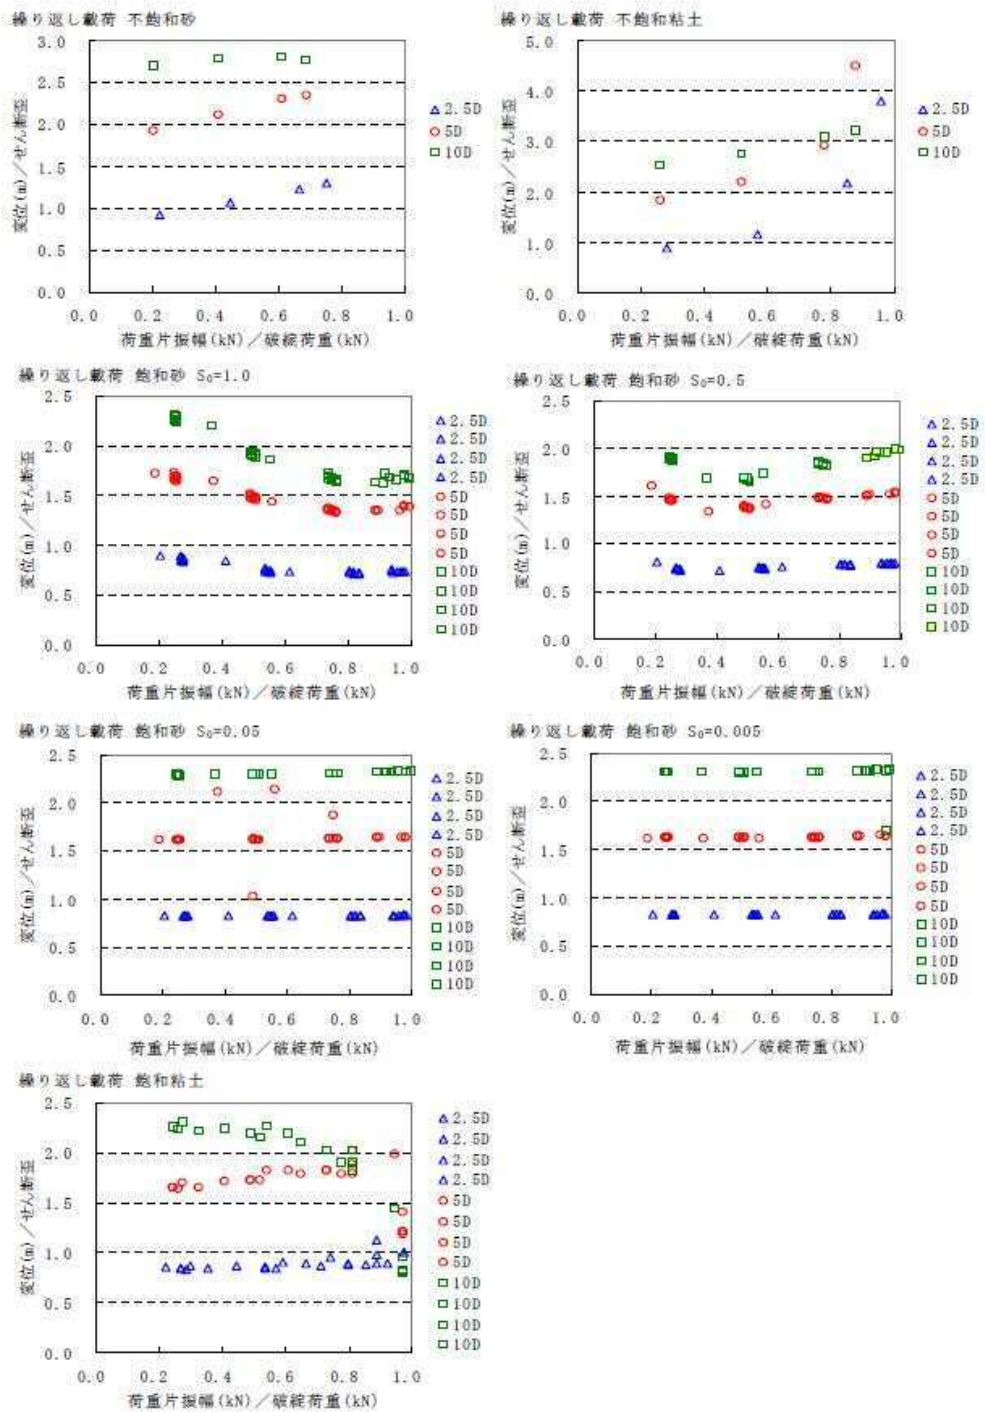 繰り返し載荷 不飽和砂
3.0
2.5
2.0
1.5
1.0
0.5
0.0
変位(m)／せん断歪
0.0 0.2 0.4 0.6 0.8 1.0
荷重片振幅(kN)／破綻荷重(kN)
2.5D
5D
10D
繰り返し載荷 不飽和粘土
5.0
4.0
3.0
2.0
1.0
0.0
変位(m)／せん断歪
0.0 0.2 0.4 0.6 0.8 1.0
荷重片振幅(kN)／破綻荷重(kN)
2.5D
5D
10D
繰り返し載荷 飽和砂 S₀=1.0
2.5
2.0
1.5
1.0
0.5
0.0
変位(m)／せん断歪
0.0 0.2 0.4 0.6 0.8 1.0
荷重片振幅(kN)／破綻荷重(kN)
2.5D
2.5D
2.5D
2.5D
5D
5D
5D
5D
10D
10D
10D
10D
繰り返し載荷 飽和砂 S₀=0.5
2.5
2.0
1.5
1.0
0.5
0.0
変位(m)／せん断歪
0.0 0.2 0.4 0.6 0.8 1.0
荷重片振幅(kN)／破綻荷重(kN)
2.5D
2.5D
2.5D
2.5D
5D
5D
5D
5D
10D
10D
10D
10D
繰り返し載荷 飽和砂 S₀=0.05
2.5
2.0
1.5
1.0
0.5
0.0
変位(m)／せん断歪
0.0 0.2 0.4 0.6 0.8 1.0
荷重片振幅(kN)／破綻荷重(kN)
2.5D
2.5D
2.5D
2.5D
5D
5D
5D
5D
10D
10D
10D
10D
繰り返し載荷 飽和砂 S₀=0.005
2.5
2.0
1.5
1.0
0.5
0.0
変位(m)／せん断歪
0.0 0.2 0.4 0.6 0.8 1.0
荷重片振幅(kN)／破綻荷重(kN)
2.5D
2.5D
2.5D
2.5D
5D
5D
5D
5D
10D
10D
10D
10D
繰り返し載荷 飽和粘土
2.5
2.0
1.5
1.0
0.5
0.0
変位(m)／せん断歪
0.0 0.2 0.4 0.6 0.8 1.0
荷重片振幅(kN)／破綻荷重(kN)
2.5D
2.5D
2.5D
2.5D
5D
5D
5D
5D
10D
10D
10D
10D